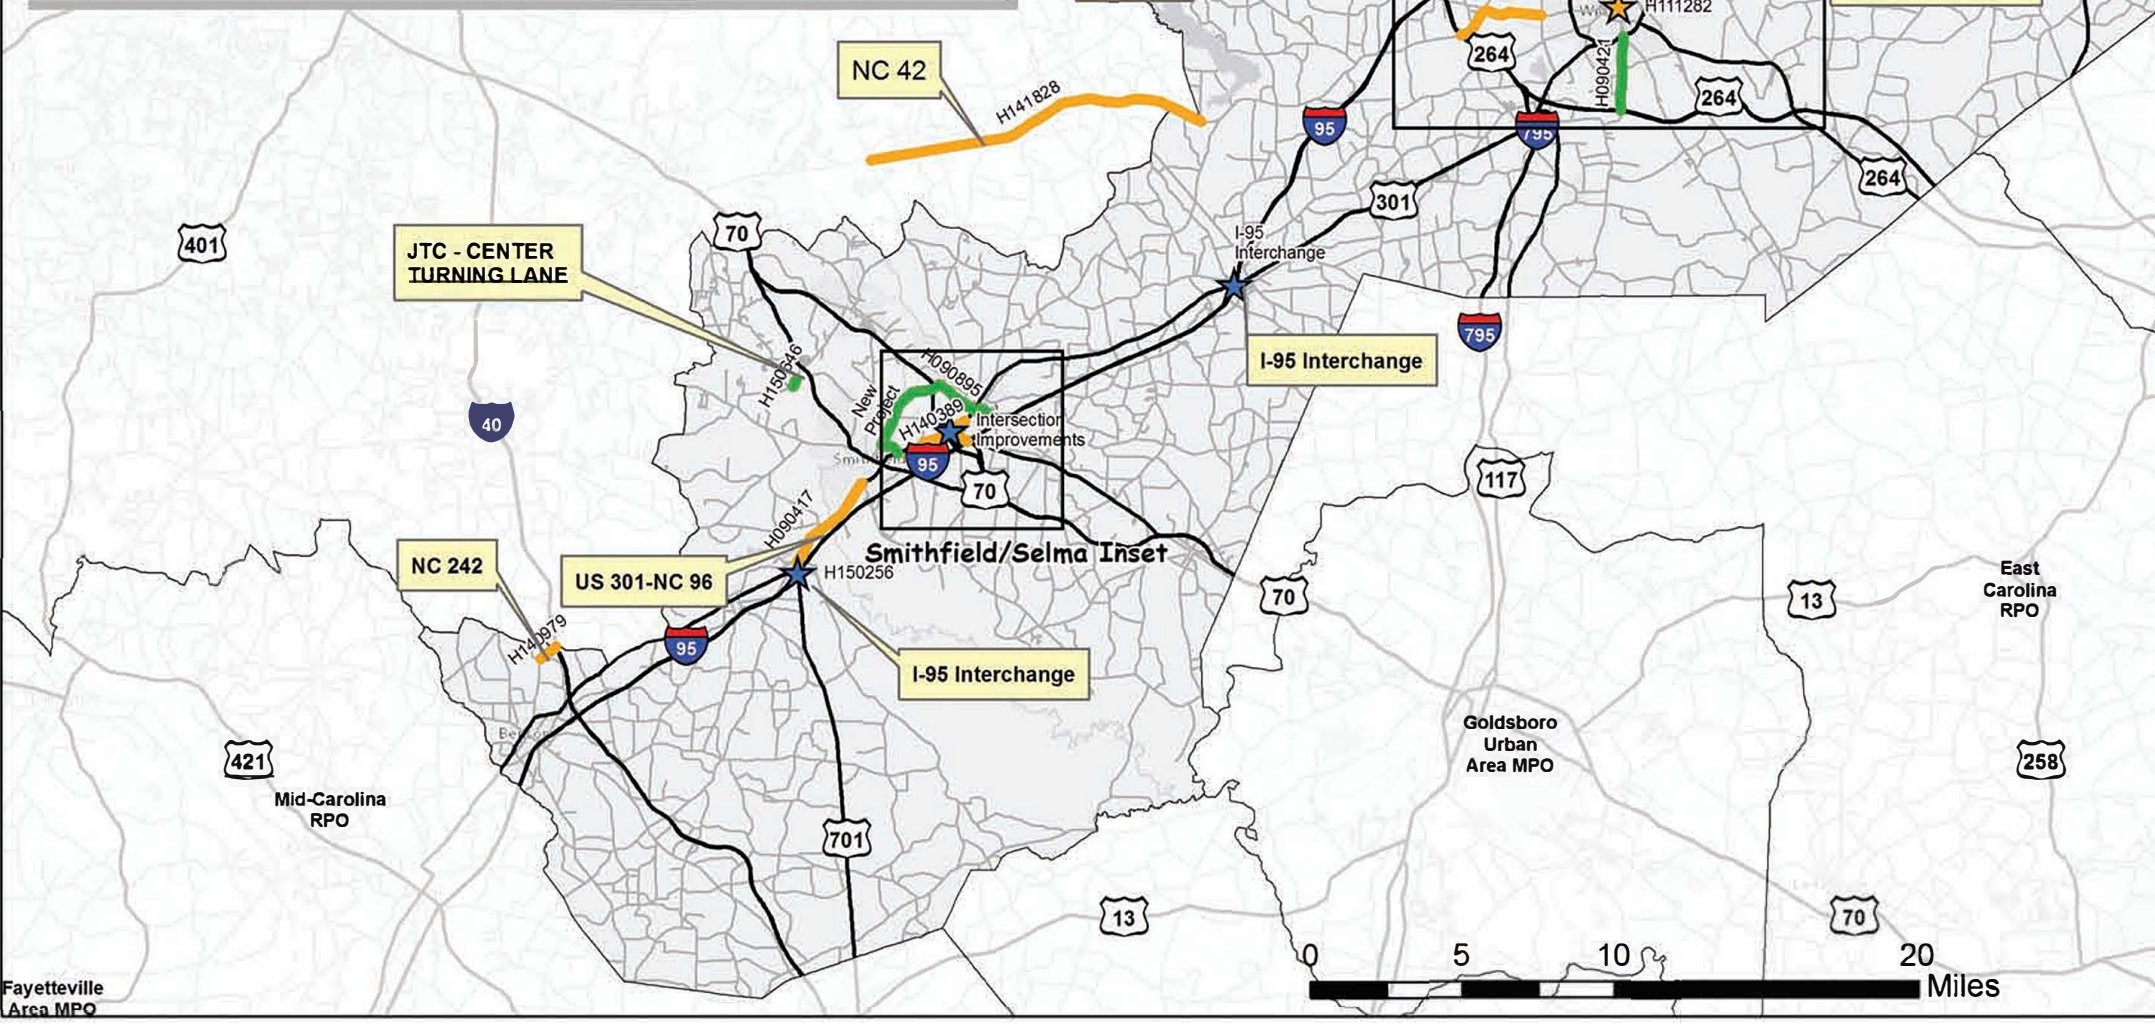 H111282
264
H090421
264
NC 42
H141828
95
795
264
301
70
401
JTC - CENTER
TURNING LANE
I-95
Interchange
795
I-95 Interchange
H150646
H090895
New
Project
H140389
Intersection
Improvements
40
95
70
117
H090417
Smithfield/Selma Inset
NC 242
US 301-NC 96
H150256
70
13
East
Carolina
RPO
H140979
95
I-95 Interchange
Goldsboro
Urban
Area MPO
421
258
Mid-Carolina
RPO
701
13
70
0 5 10 20
Miles
Fayetteville
Area MPO